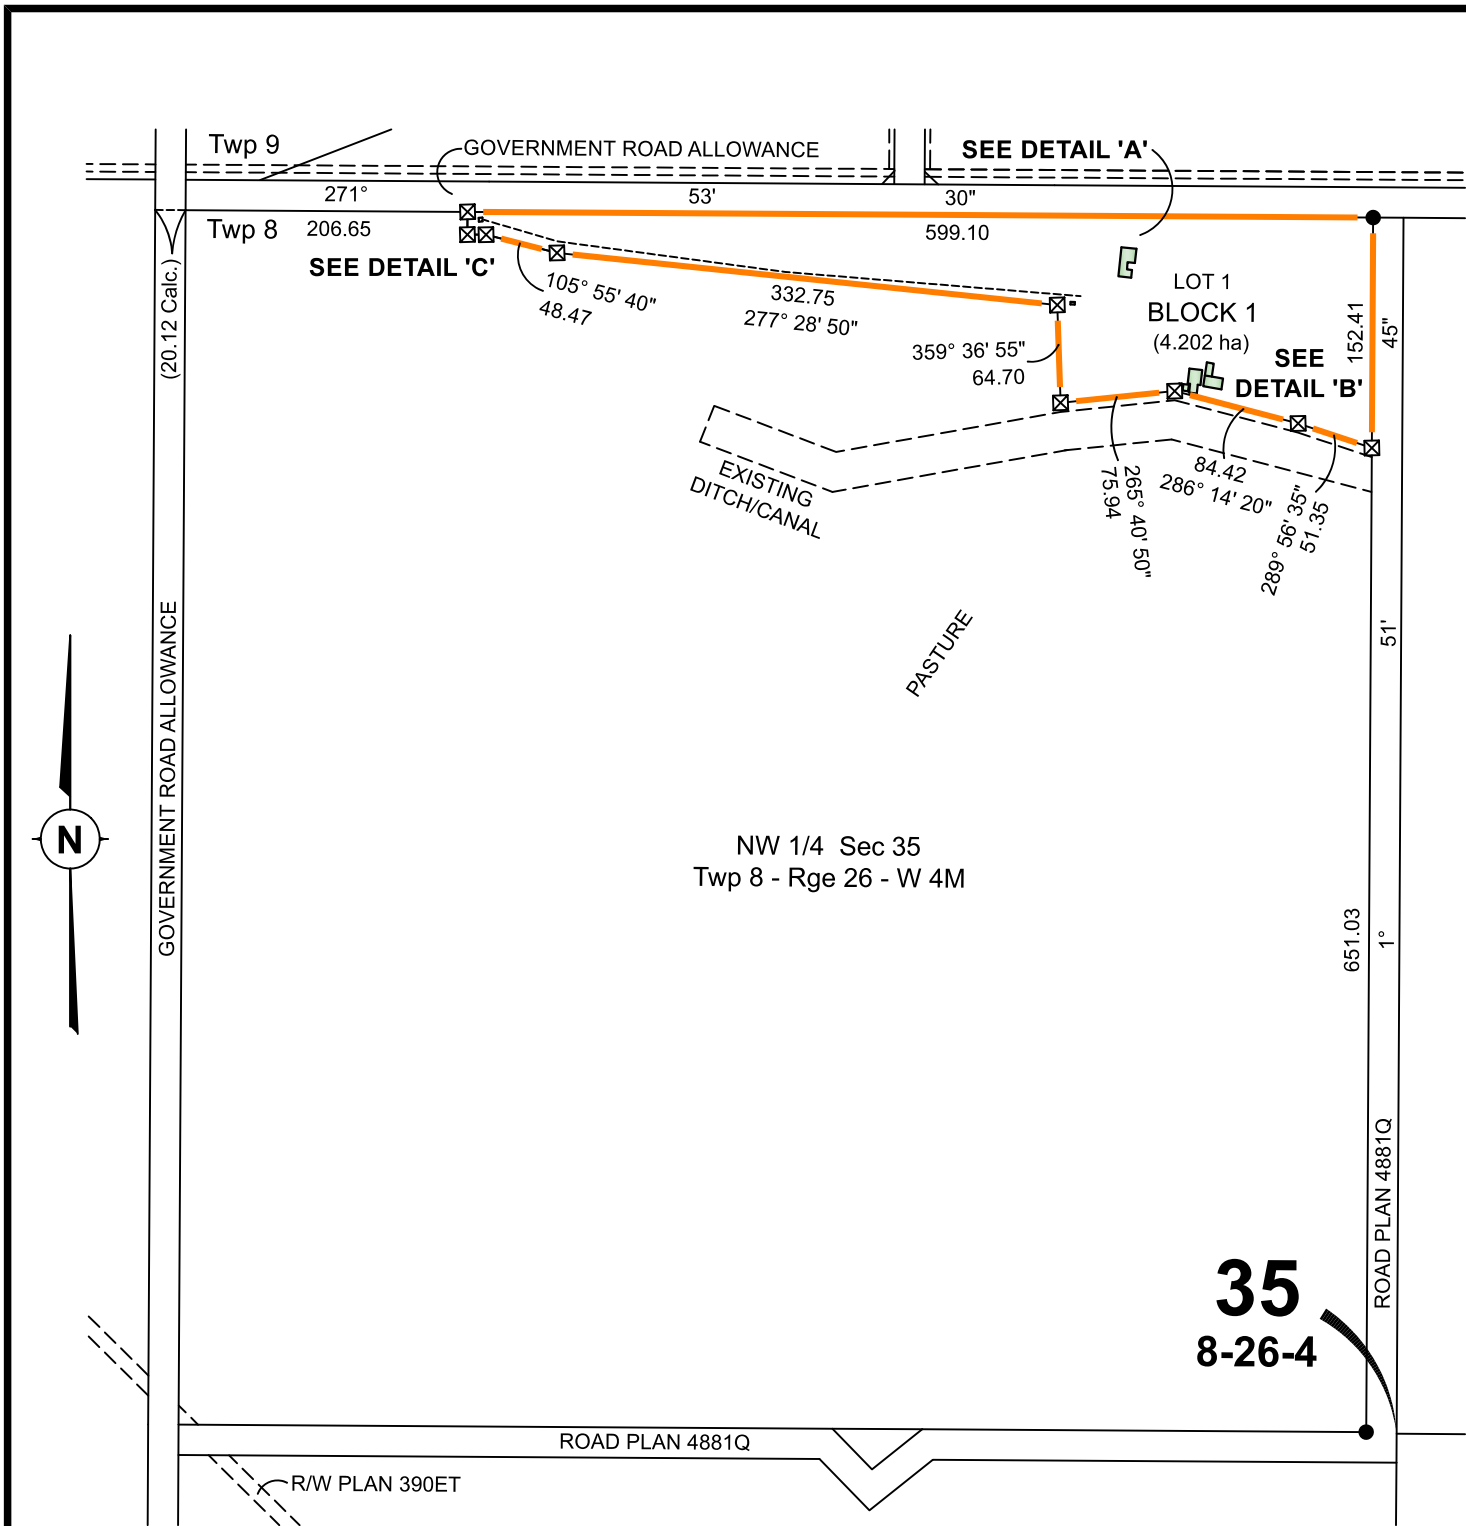 Twp 9
GOVERNMENT ROAD ALLOWANCE
SEE DETAIL 'A'
271°
53'
30"
Twp 8
206.65
599.10
SEE DETAIL 'C'
(20.12 Calc.)
105° 55' 40"
48.47
332.75
277° 28' 50"
LOT 1
BLOCK 1
(4.202 ha)
152.41
45"
359° 36' 55"
64.70
SEE
DETAIL 'B'
EXISTING
DITCH/CANAL
265° 40' 50"
75.94
84.42
286° 14' 20"
289° 56' 35"
51.35
51'
PASTURE
GOVERNMENT ROAD ALLOWANCE
N
NW 1/4 Sec 35
Twp 8 - Rge 26 - W 4M
651.03
1°
ROAD PLAN 4881Q
35
8-26-4
ROAD PLAN 4881Q
R/W PLAN 390ET